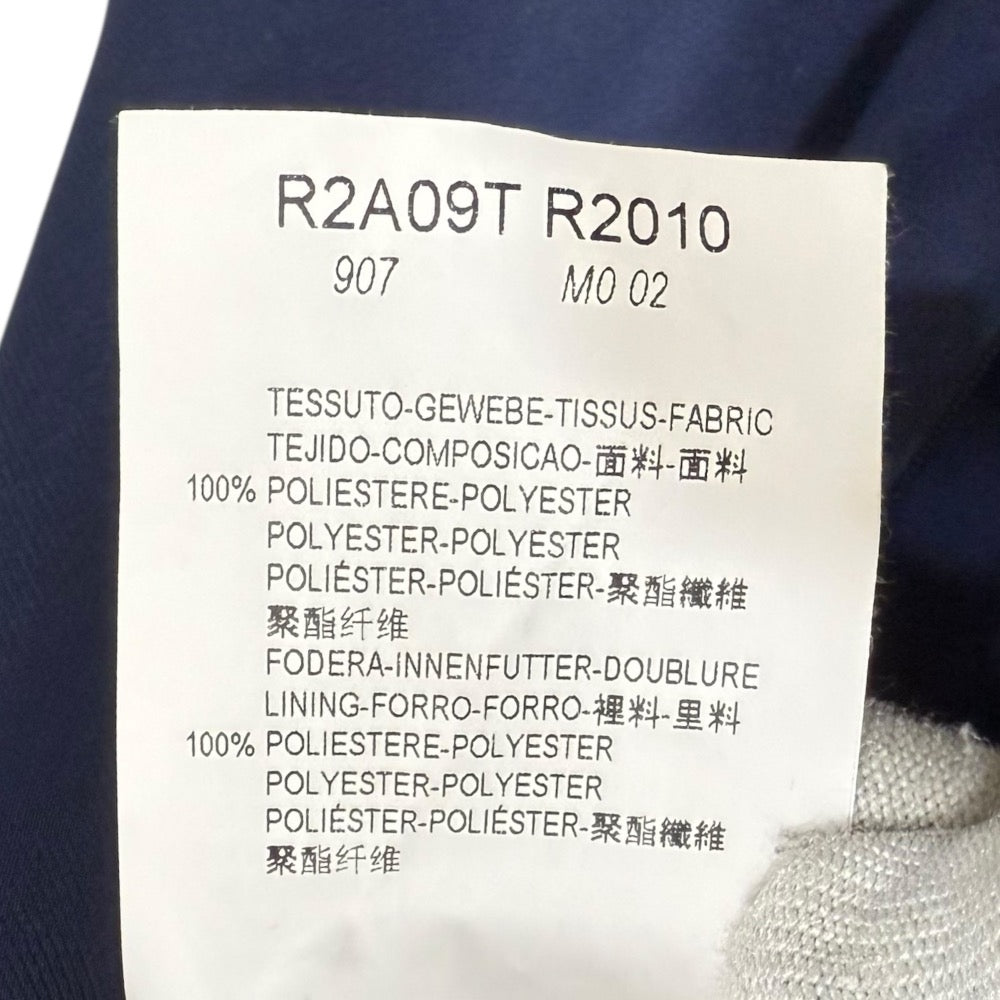 R2A09T R2010
907 M0 02
TESSUTO-GEWEBE-TISSUS-FABRIC
TEJIDO-COMPOSICAO-面料-面料
100% POLIESTERE-POLYESTER
POLYESTER-POLYESTER
POLIÉSTER-POLIÉSTER-聚酯纖維
聚酯纤维
FODERA-INNENFUTTER-DOUBLURE
LINING-FORRO-FORRO-裡料-里料
100% POLIESTERE-POLYESTER
POLYESTER-POLYESTER
POLIÉSTER-POLIÉSTER-聚酯纖維
聚酯纤维